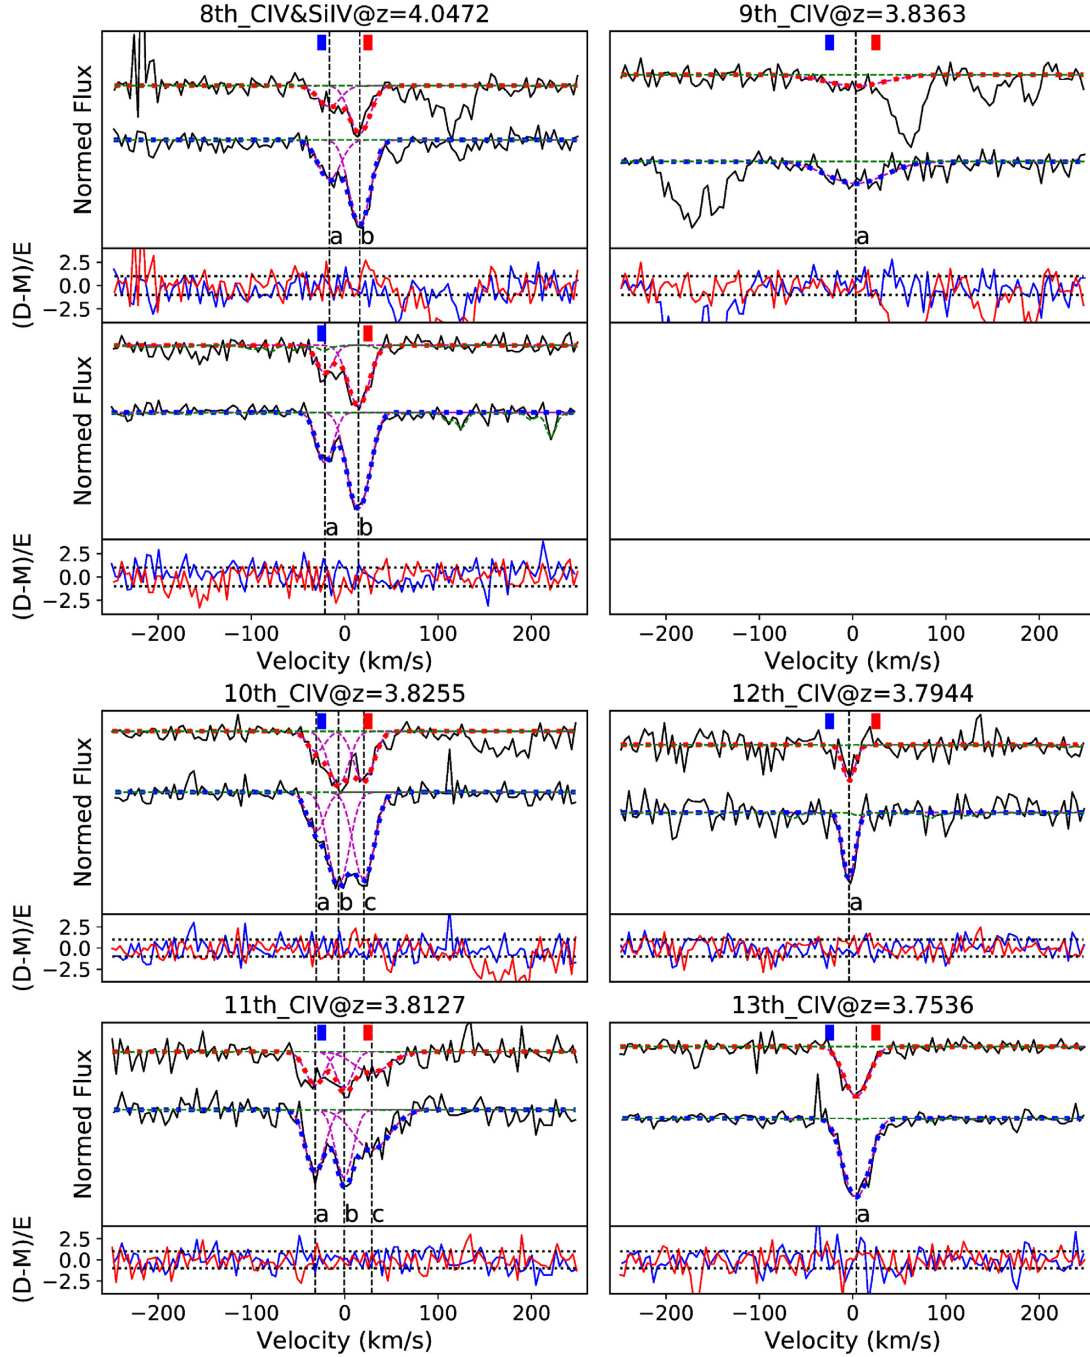 8th_CIV&SiIV@z=4.0472
9th_CIV@z=3.8363
Normed Flux
a b
a
(D-M)/E
2.5
0.0
−2.5
Normed Flux
a b
(D-M)/E
2.5
0.0
−2.5
−200 −100 0 100 200
−200 −100 0 100 200
Velocity (km/s)
Velocity (km/s)
10th_CIV@z=3.8255
12th_CIV@z=3.7944
Normed Flux
a b c
a
(D-M)/E
2.5
0.0
−2.5
11th_CIV@z=3.8127
13th_CIV@z=3.7536
Normed Flux
a b c
a
(D-M)/E
2.5
0.0
−2.5
−200 −100 0 100 200
−200 −100 0 100 200
Velocity (km/s)
Velocity (km/s)